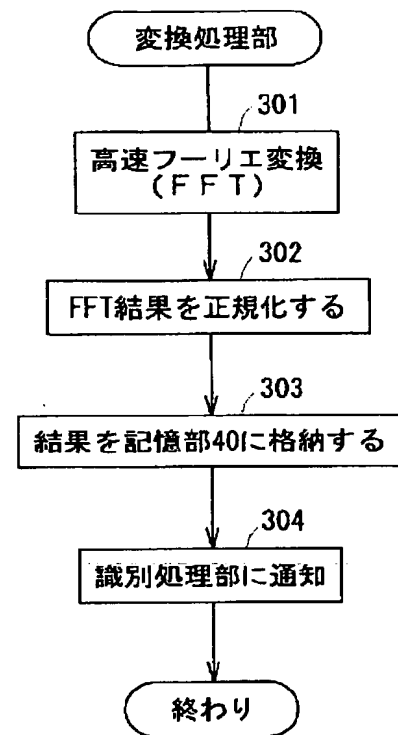 変換処理部
301
高速フーリエ変換
(FFT)
302
FFT結果を正規化する
303
結果を記憶部40に格納する
304
識別処理部に通知
終わり